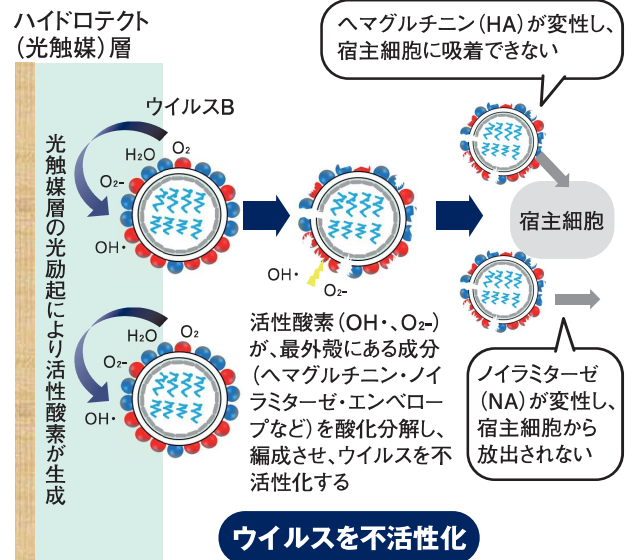 ハイドロテクト
(光触媒)層
光触媒層の光励起により活性酸素が生成
ウイルスB
H₂O
O₂
O₂-
OH・
H₂O
O₂
O₂-
OH・
OH・
O₂-
活性酸素(OH・、O₂-)
が、最外殻にある成分
(ヘマグルチニン・ノイ
ラミターゼ・エンベロー
プなど)を酸化分解し、
編成させ、ウイルスを不
活性化する
ヘマグルチニン(HA)が変性し、
宿主細胞に吸着できない
宿主細胞
ノイラミターゼ
(NA)が変性し、
宿主細胞から
放出されない
ウイルスを不活性化